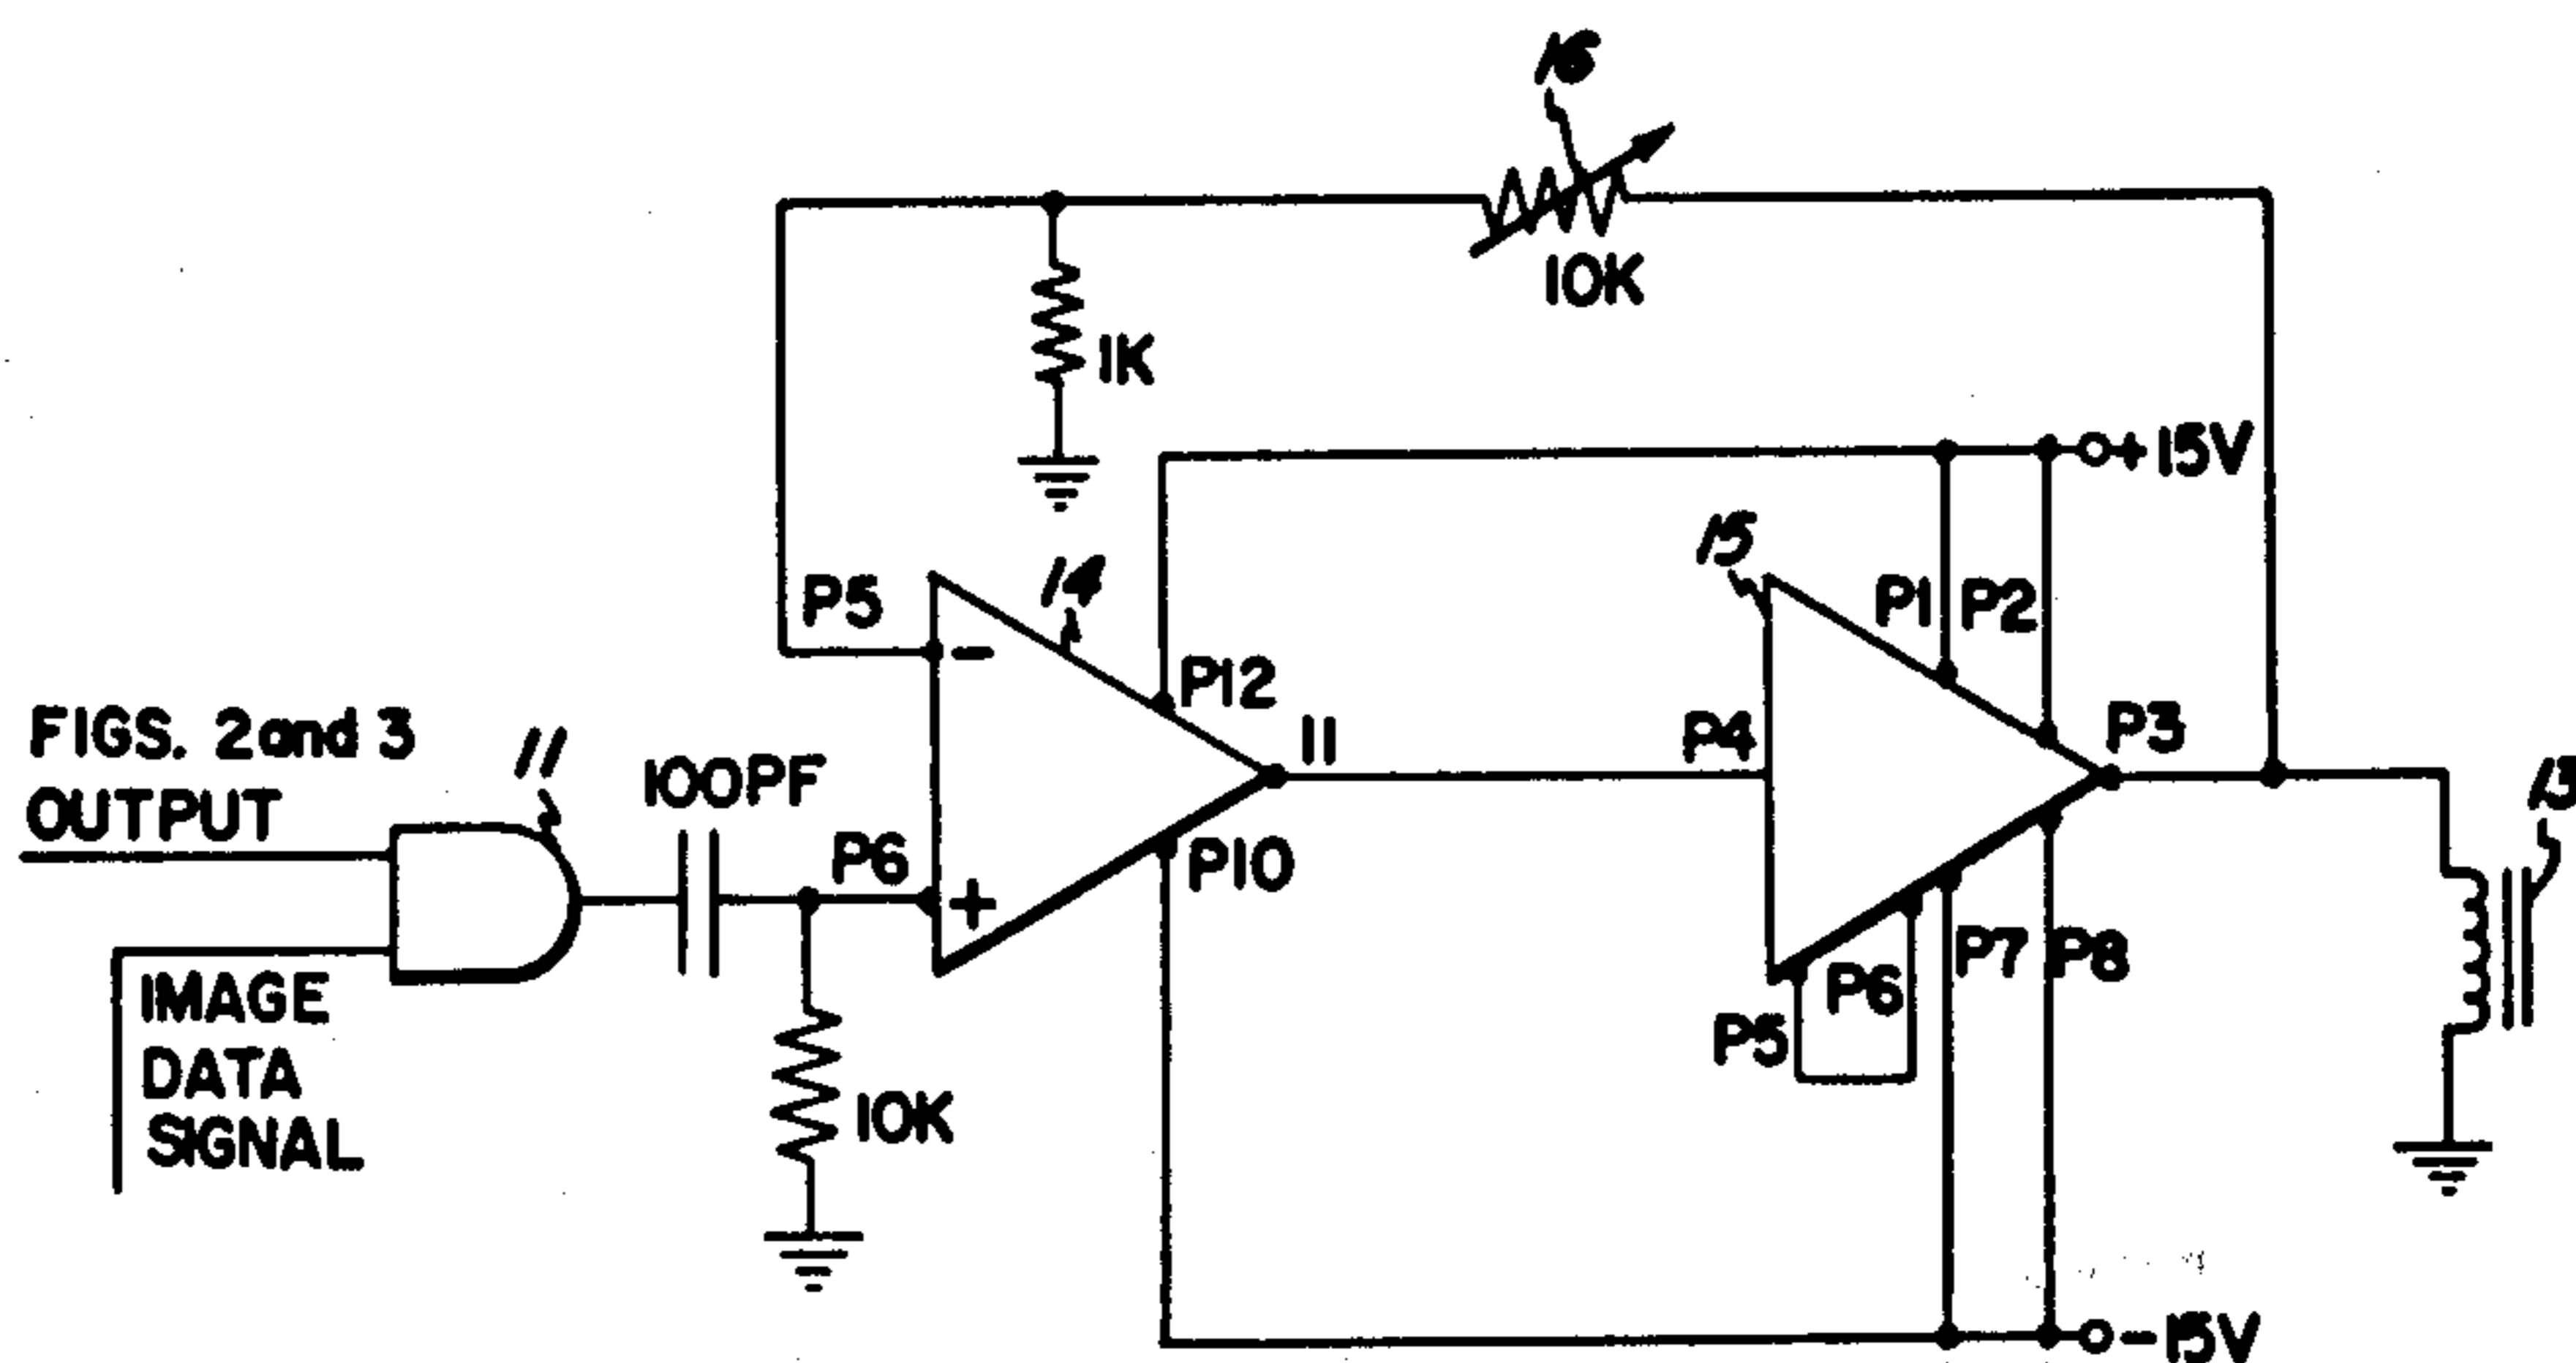 16
10K
1K
+15V
15
14
P5
P1 P2
P12
P3
FIGS. 2 and 3
OUTPUT
11
100PF
11
P4
13
P6
P10
IMAGE
DATA
SIGNAL
10K
P5
P6
P7
P8
-15V
-
+